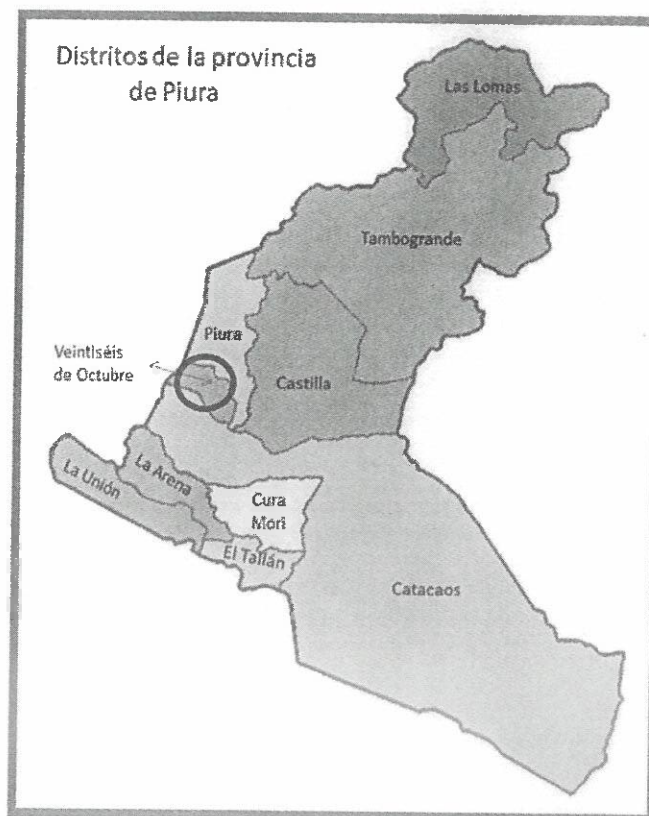 Distritos de la provincia
de Piura
Las Lomas
Tambogrande
Piura
Veintiséis
de Octubre
Castilla
La Arena
La Unión
Cura
Mori
El Tallán
Catacaos